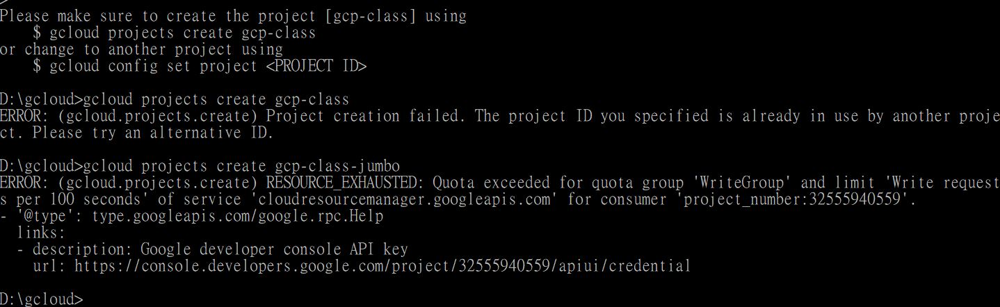 Please make sure to create the project [gcp-class] using
    $ gcloud projects create gcp-class
or change to another project using
    $ gcloud config set project <PROJECT ID>

D:\gcloud>gcloud projects create gcp-class
ERROR: (gcloud.projects.create) Project creation failed. The project ID you specified is already in use by another proje
ct. Please try an alternative ID.

D:\gcloud>gcloud projects create gcp-class-jumbo
ERROR: (gcloud.projects.create) RESOURCE_EXHAUSTED: Quota exceeded for quota group 'WriteGroup' and limit 'Write request
s per 100 seconds' of service 'cloudresourcemanager.googleapis.com' for consumer 'project_number:32555940559'.
- '@type': type.googleapis.com/google.rpc.Help
  links:
  - description: Google developer console API key
    url: https://console.developers.google.com/project/32555940559/apiui/credential

D:\gcloud>